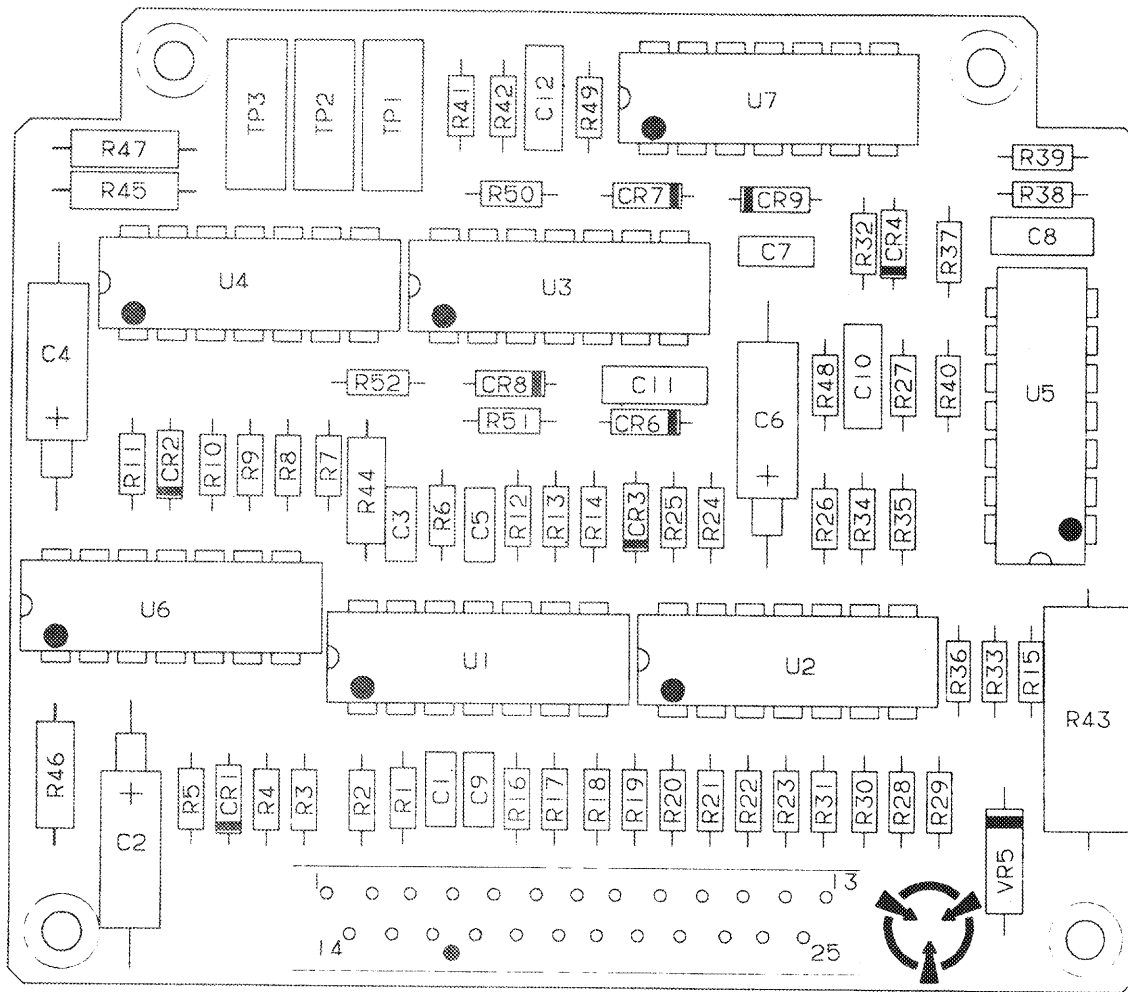 TP3
TP2
TP1
R41
R42
C12
R49
U7
R47
R45
R50
CR7
CR9
R39
R38
R32
CR4
R37
C8
C7
U4
U3
C4
+
R52
CR8
C11
R51
CR6
C6
+
R48
C10
R27
R40
U5
R11
CR2
R10
R9
R8
R7
R44
C3
R6
C5
R12
R13
R14
CR3
R25
R24
R26
R34
R35
U6
U1
U2
R36
R33
R15
R43
R46
+
C2
R5
CR1
R4
R3
R2
R1
C1
C9
R16
R17
R18
R19
R20
R21
R22
R23
R31
R30
R28
R29
VR5
1
13
14
25